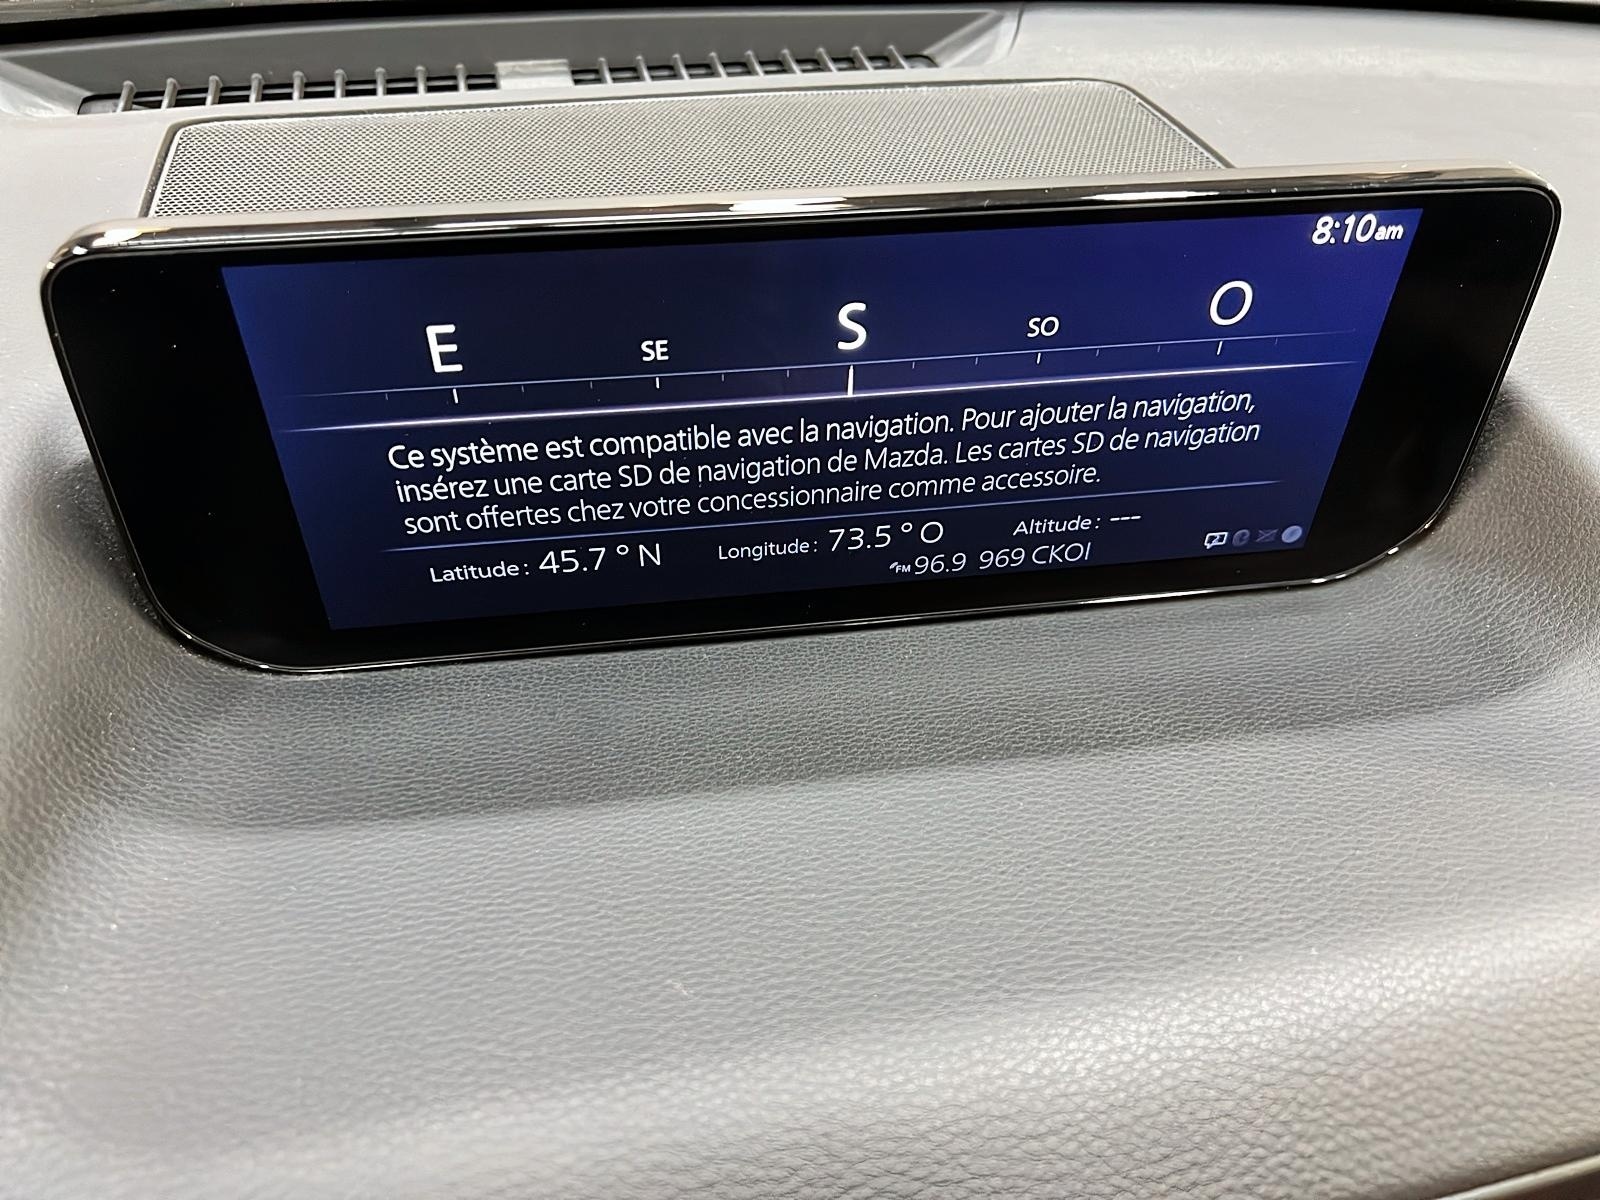 8:10am
E SE S SO O
Ce système est compatible avec la navigation. Pour ajouter la navigation,
insérez une carte SD de navigation de Mazda. Les cartes SD de navigation
sont offertes chez votre concessionnaire comme accessoire.
Latitude : 45.7 ° N Longitude : 73.5 ° O Altitude : ---
FM 96.9 969 CKOI